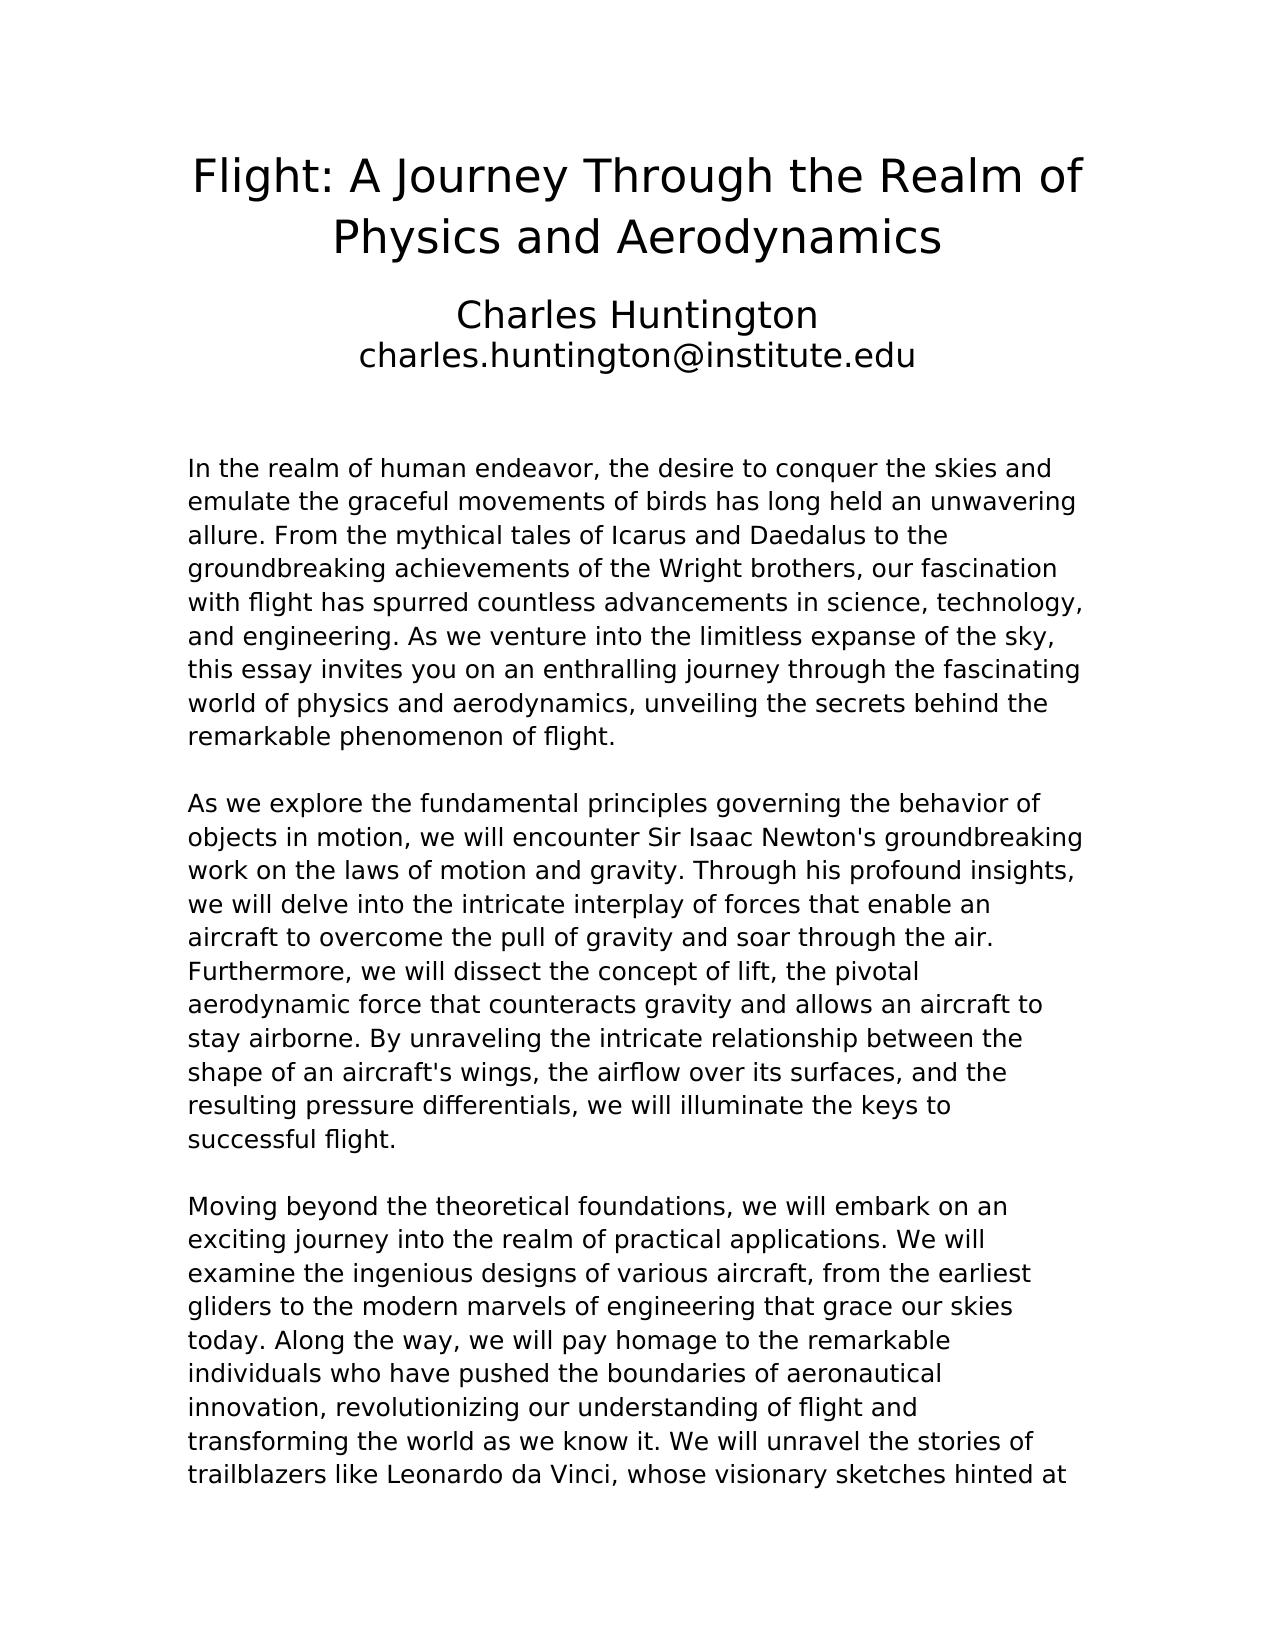 Flight: A Journey Through the Realm of
Physics and Aerodynamics
Charles Huntington
charles.huntington@institute.edu
In the realm of human endeavor, the desire to conquer the skies and
emulate the graceful movements of birds has long held an unwavering
allure. From the mythical tales of Icarus and Daedalus to the
groundbreaking achievements of the Wright brothers, our fascination
with flight has spurred countless advancements in science, technology,
and engineering. As we venture into the limitless expanse of the sky,
this essay invites you on an enthralling journey through the fascinating
world of physics and aerodynamics, unveiling the secrets behind the
remarkable phenomenon of flight.
As we explore the fundamental principles governing the behavior of
objects in motion, we will encounter Sir Isaac Newton's groundbreaking
work on the laws of motion and gravity. Through his profound insights,
we will delve into the intricate interplay of forces that enable an
aircraft to overcome the pull of gravity and soar through the air.
Furthermore, we will dissect the concept of lift, the pivotal
aerodynamic force that counteracts gravity and allows an aircraft to
stay airborne. By unraveling the intricate relationship between the
shape of an aircraft's wings, the airflow over its surfaces, and the
resulting pressure differentials, we will illuminate the keys to
successful flight.
Moving beyond the theoretical foundations, we will embark on an
exciting journey into the realm of practical applications. We will
examine the ingenious designs of various aircraft, from the earliest
gliders to the modern marvels of engineering that grace our skies
today. Along the way, we will pay homage to the remarkable
individuals who have pushed the boundaries of aeronautical
innovation, revolutionizing our understanding of flight and
transforming the world as we know it. We will unravel the stories of
trailblazers like Leonardo da Vinci, whose visionary sketches hinted at